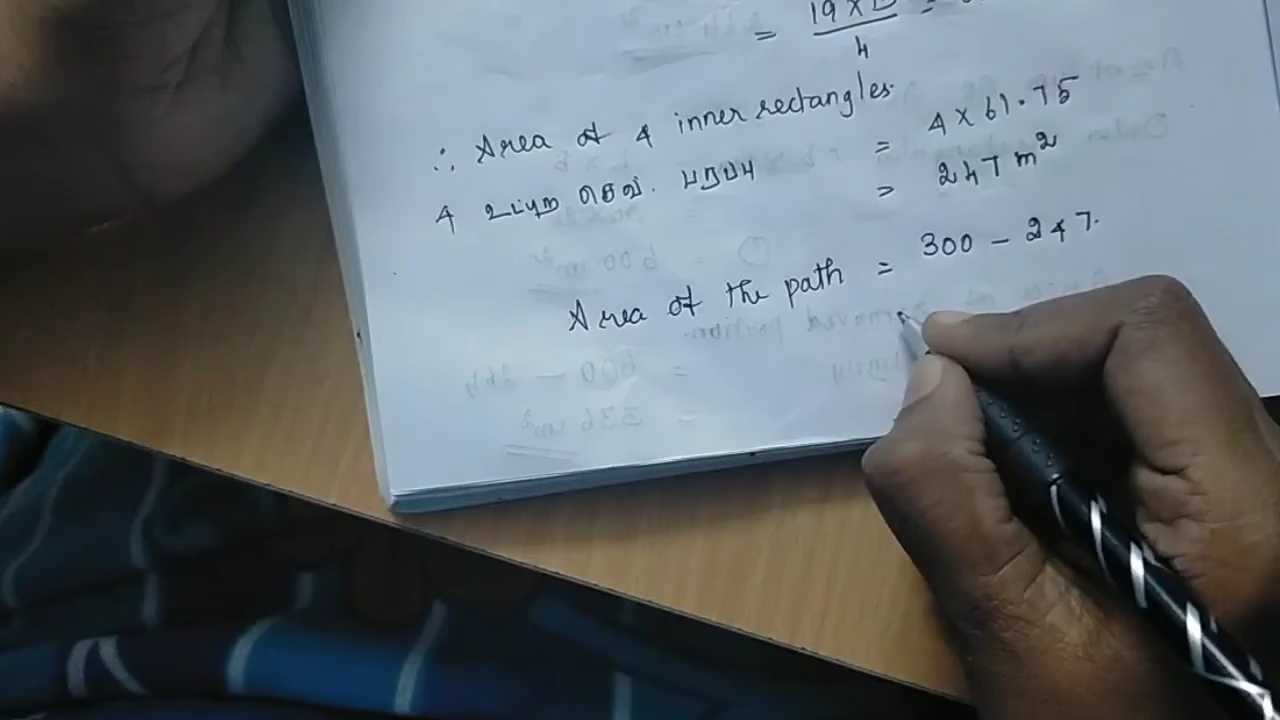 = 19 × 13 / 4 =
∴ Area of 4 inner rectangles
= 4 × 61.75
4 உட்புற செவ். பரப்பு = 247 m²
Area of the path = 300 – 247.